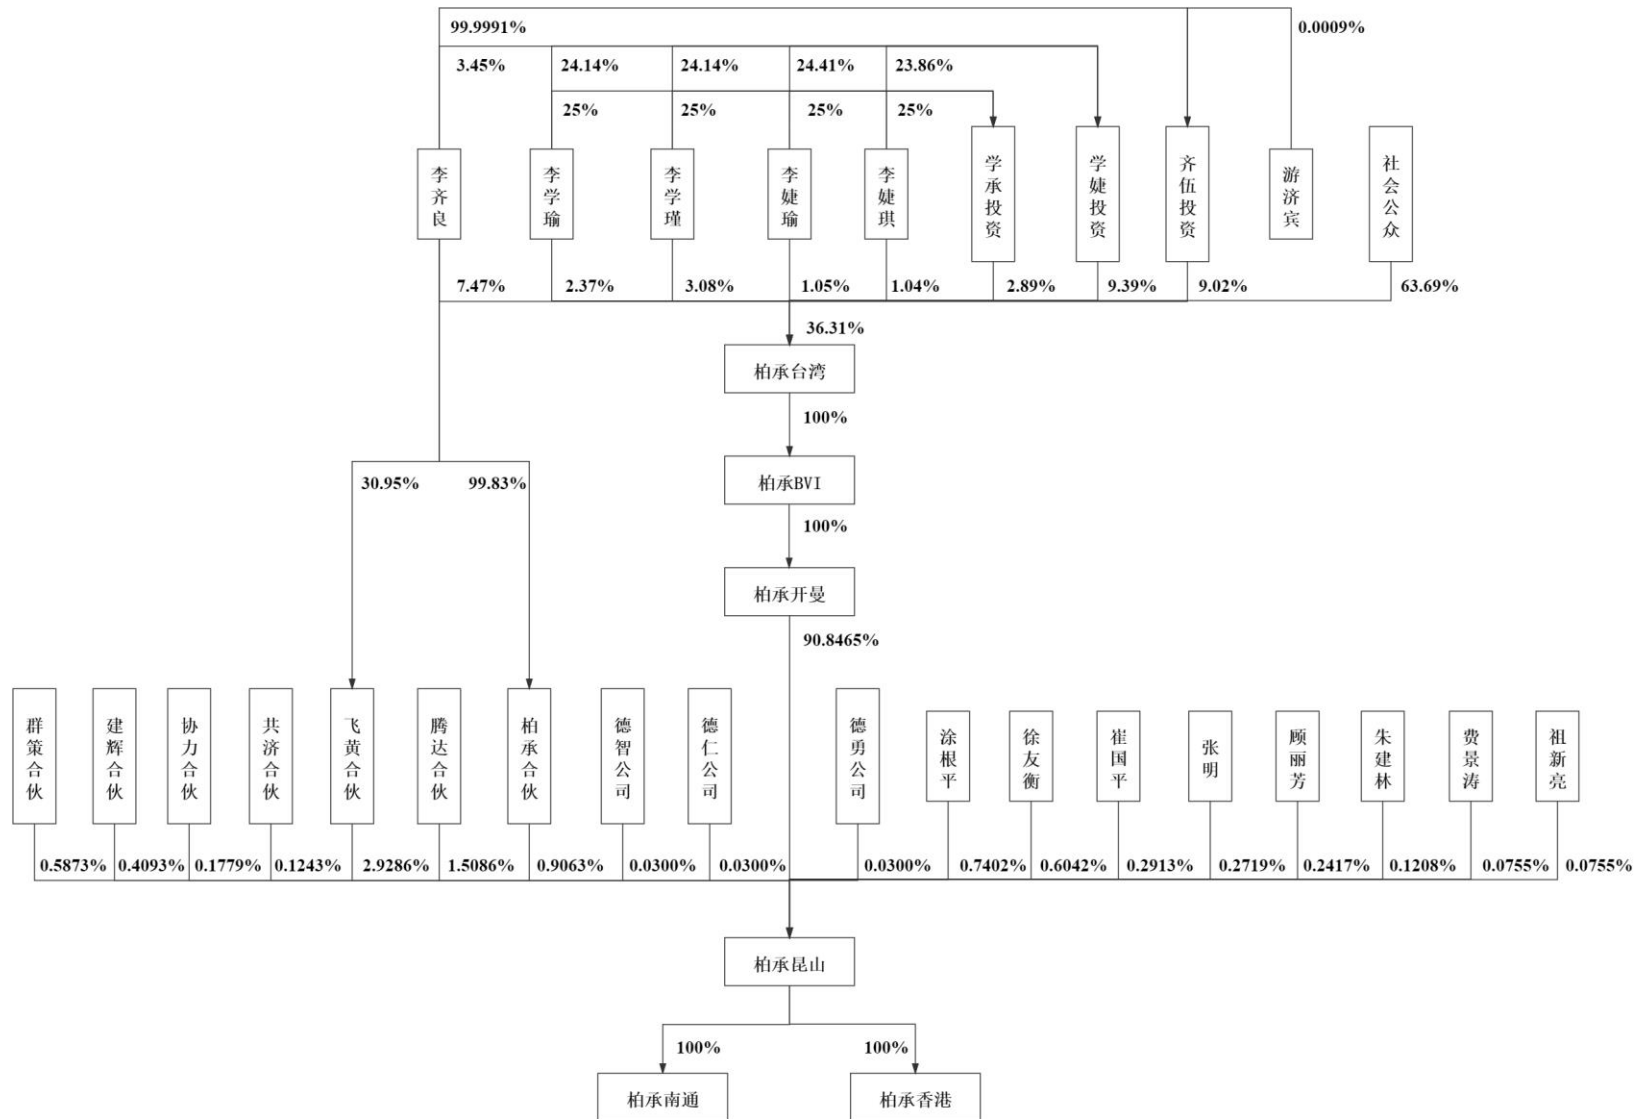 99.9991% 0.0009%
3.45% 24.14% 24.14% 24.41% 23.86%
25% 25% 25% 25%
李齐良
李学瑜
李学瑾
李婕瑜
李婕琪
学承投资
学婕投资
齐伍投资
游济宾
社会公众
7.47% 2.37% 3.08% 1.05% 1.04% 2.89% 9.39% 9.02% 63.69%
36.31%
柏承台湾
100%
柏承BVI
30.95% 99.83%
100%
柏承开曼
90.8465%
群策合伙
建辉合伙
协力合伙
共济合伙
飞黄合伙
腾达合伙
柏承合伙
德智公司
德仁公司
德勇公司
涂根平
徐友衡
崔国平
张明
顾丽芳
朱建林
费景涛
祖新亮
0.5873% 0.4093% 0.1779% 0.1243% 2.9286% 1.5086% 0.9063% 0.0300% 0.0300% 0.0300% 0.7402% 0.6042% 0.2913% 0.2719% 0.2417% 0.1208% 0.0755% 0.0755%
柏承昆山
100% 100%
柏承南通 柏承香港